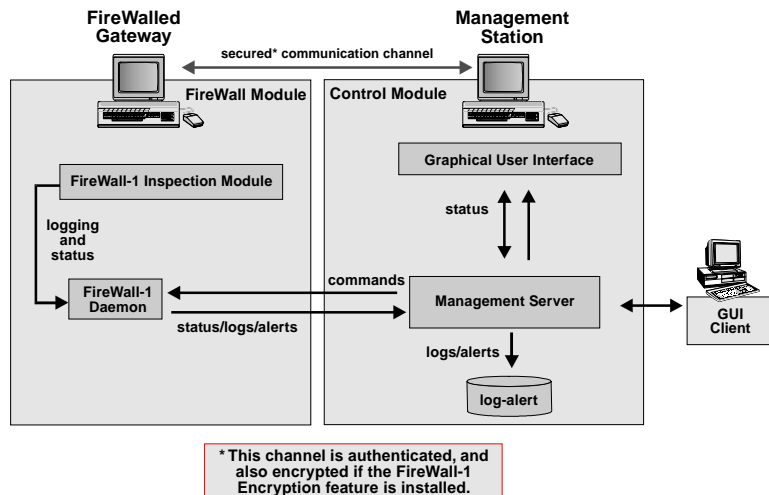 FireWalled
Gateway
Management
Station
secured* communication channel
FireWall Module
Control Module
Graphical User Interface
FireWall-1 Inspection Module
status
logging
and
status
commands
FireWall-1
Daemon
Management Server
status/logs/alerts
GUI
Client
logs/alerts
log-alert
* This channel is authenticated, and
also encrypted if the FireWall-1
Encryption feature is installed.